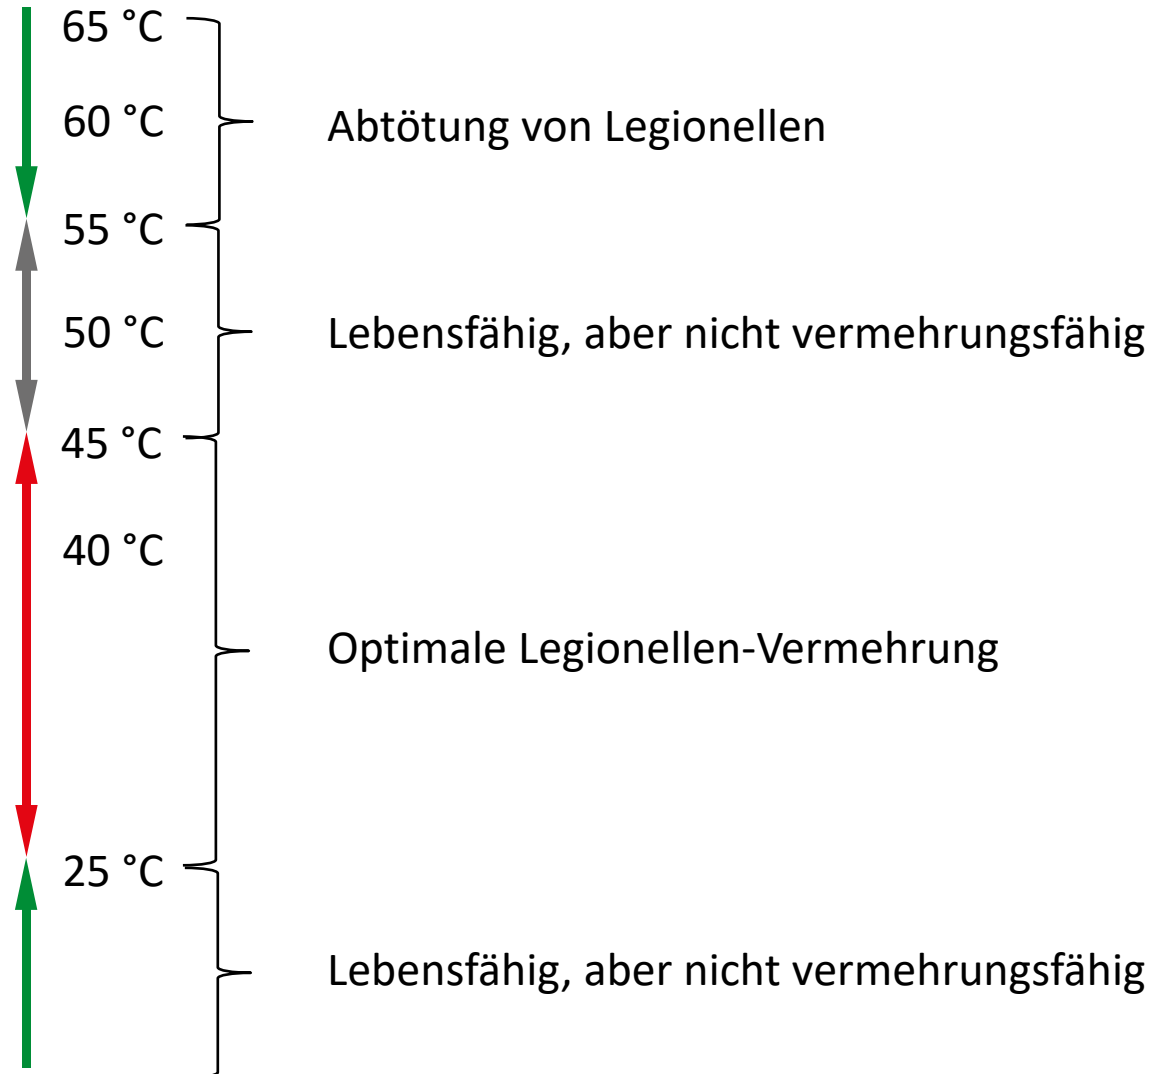 65 °C
60 °C
Abtötung von Legionellen
55 °C
50 °C
Lebensfähig, aber nicht vermehrungsfähig
45 °C
40 °C
Optimale Legionellen-Vermehrung
25 °C
Lebensfähig, aber nicht vermehrungsfähig